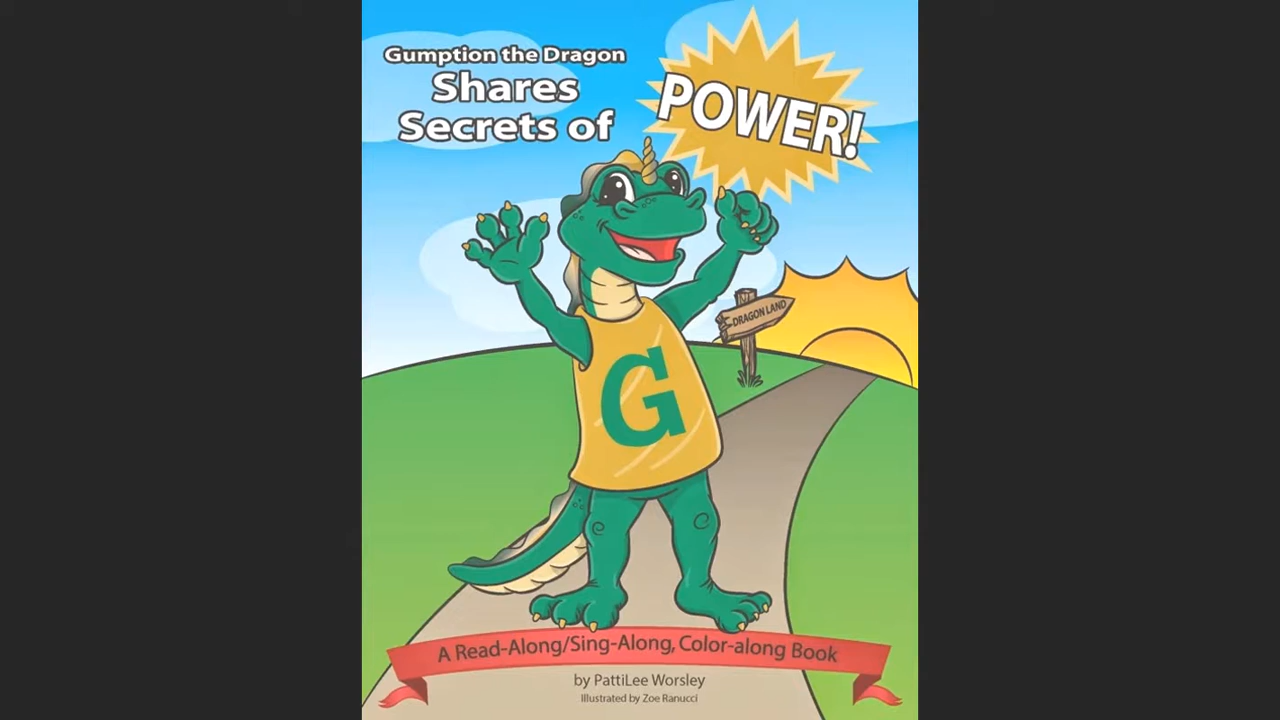 Gumption the Dragon
Shares
Secrets of
POWER!
DRAGON LAND
G
A Read-Along/Sing-Along, Color-along Book
by PattiLee Worsley
Illustrated by Zoe Ranucci